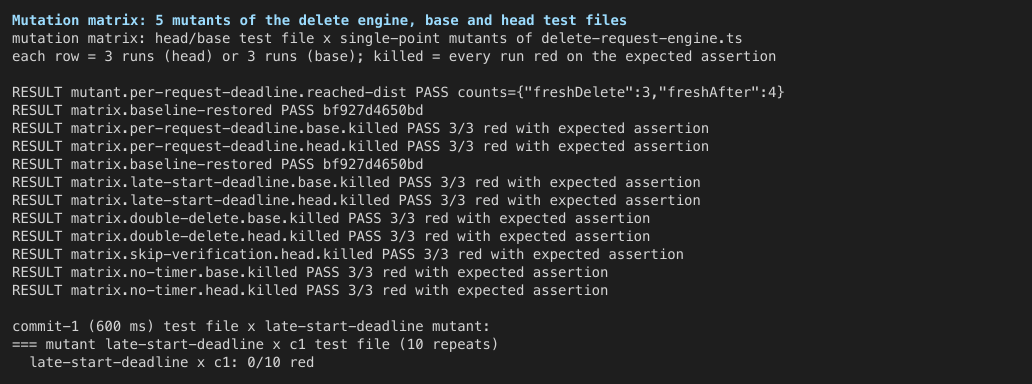 Mutation matrix: 5 mutants of the delete engine, base and head test files
mutation matrix: head/base test file x single-point mutants of delete-request-engine.ts
each row = 3 runs (head) or 3 runs (base); killed = every run red on the expected assertion
RESULT mutant.per-request-deadline.reached-dist PASS counts={"freshDelete":3,"freshAfter":4}
RESULT matrix.baseline-restored PASS bf927d4650bd
RESULT matrix.per-request-deadline.base.killed PASS 3/3 red with expected assertion
RESULT matrix.per-request-deadline.head.killed PASS 3/3 red with expected assertion
RESULT matrix.baseline-restored PASS bf927d4650bd
RESULT matrix.late-start-deadline.base.killed PASS 3/3 red with expected assertion
RESULT matrix.late-start-deadline.head.killed PASS 3/3 red with expected assertion
RESULT matrix.double-delete.base.killed PASS 3/3 red with expected assertion
RESULT matrix.double-delete.head.killed PASS 3/3 red with expected assertion
RESULT matrix.skip-verification.head.killed PASS 3/3 red with expected assertion
RESULT matrix.no-timer.base.killed PASS 3/3 red with expected assertion
RESULT matrix.no-timer.head.killed PASS 3/3 red with expected assertion
commit-1 (600 ms) test file x late-start-deadline mutant:
=== mutant late-start-deadline x c1 test file (10 repeats)
late-start-deadline x c1: 0/10 red